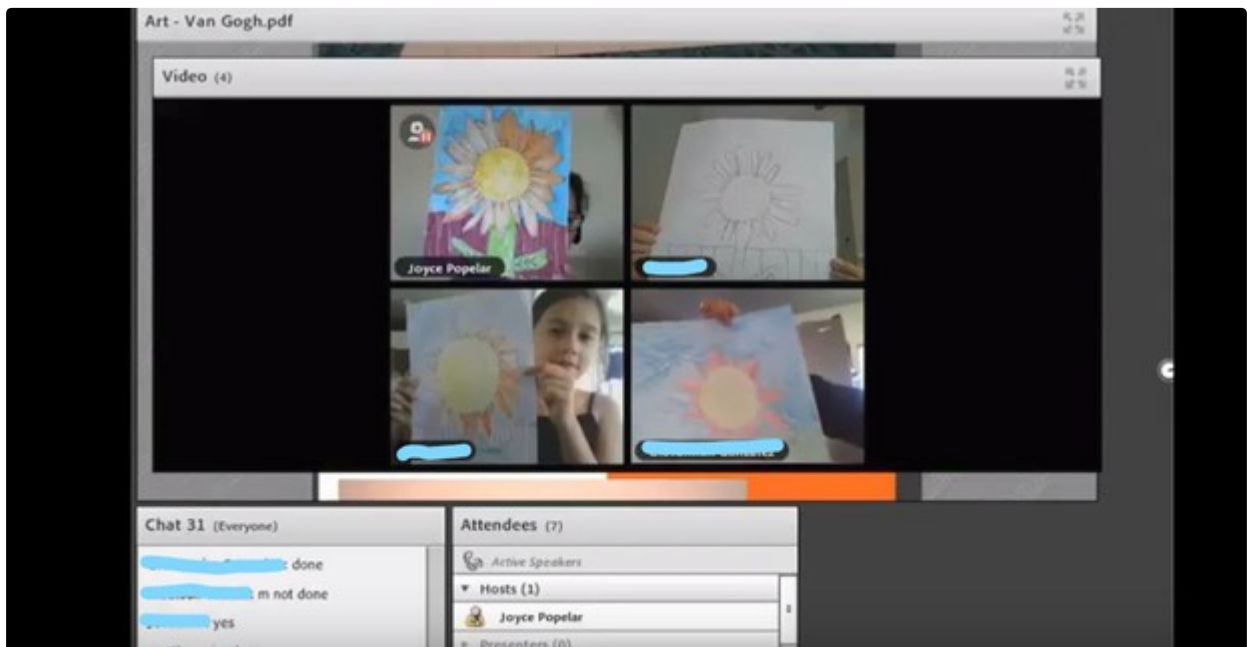 Art - Van Gogh.pdf
Video (4)
Joyce Popelar
Chat 31 (Everyone)
: done
m not done
yes
Attendees (7)
Active Speakers
Hosts (1)
Joyce Popelar
Presenters (0)